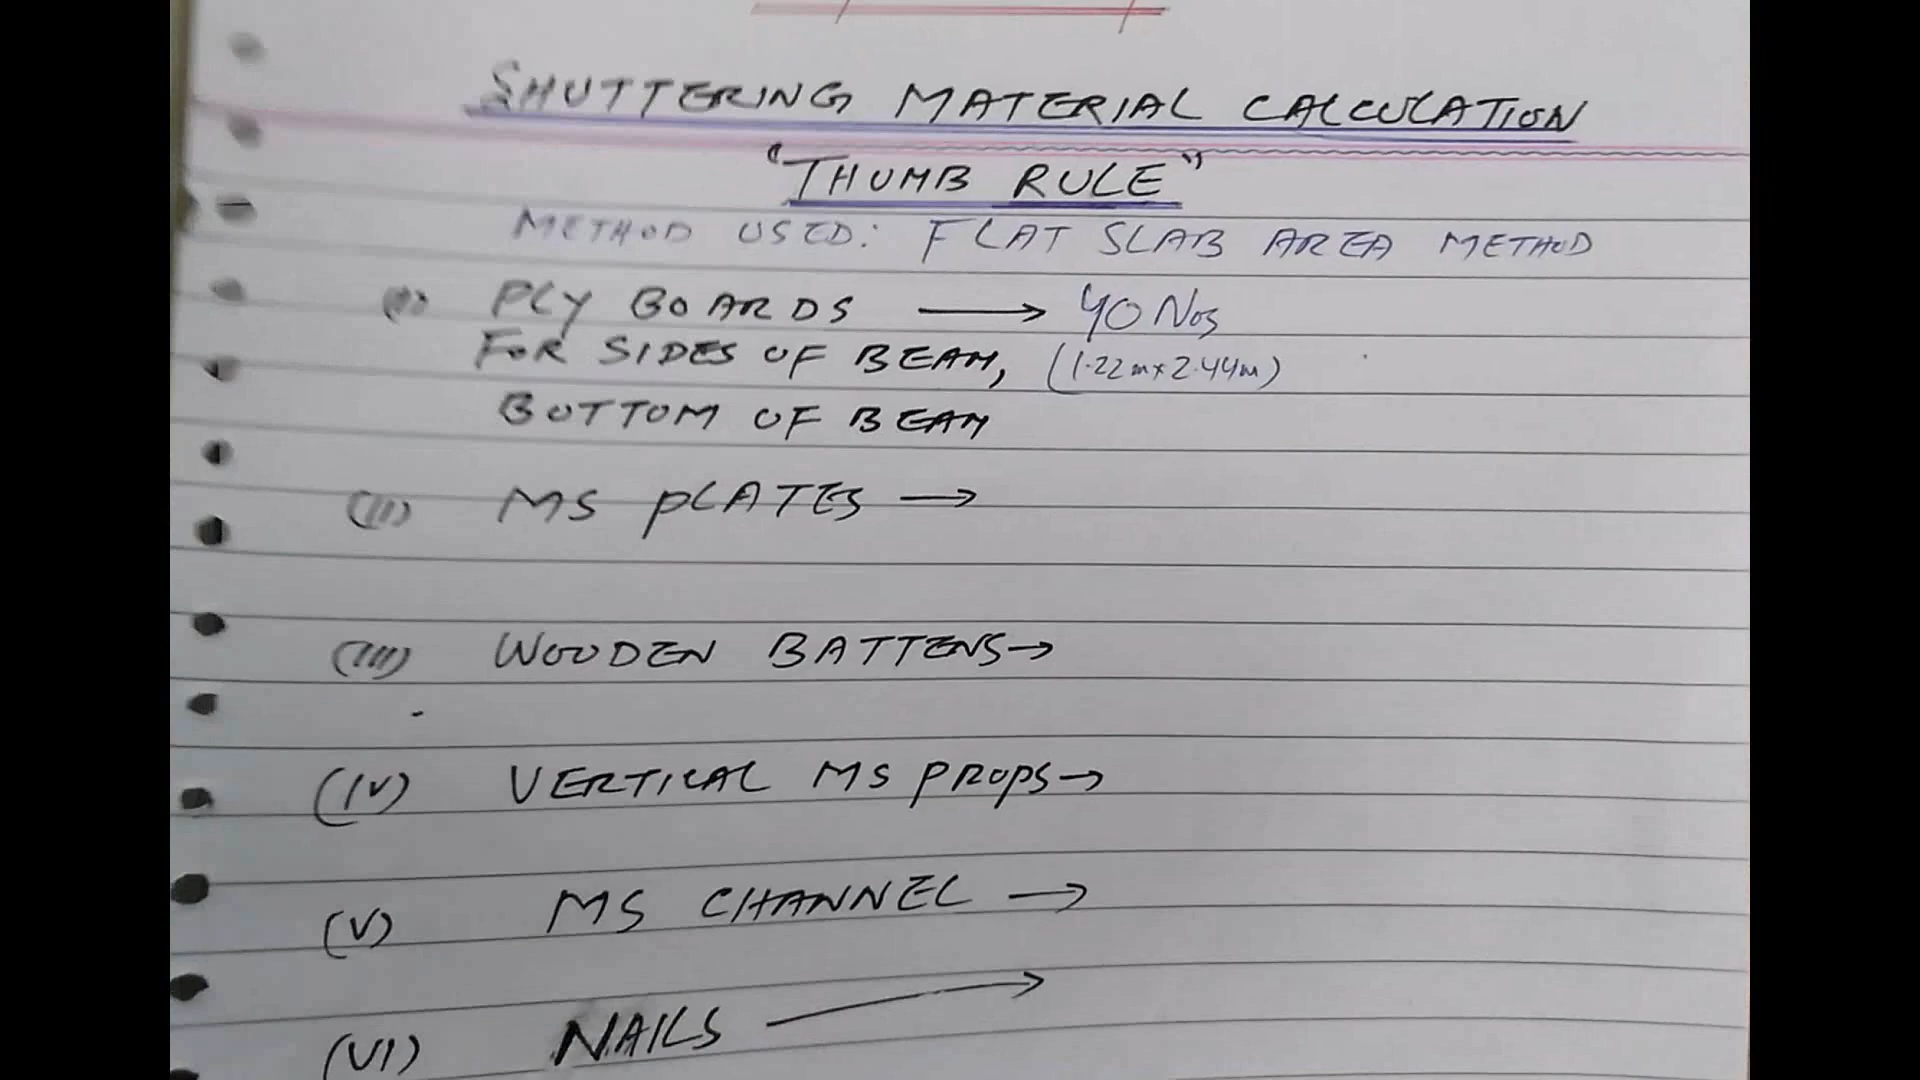 SHUTTERING MATERIAL CALCULATION
"THUMB RULE"
METHOD USED: FLAT SLAB AREA METHOD
(I) PLY BOARDS → 40 Nos
FOR SIDES OF BEAM, (1.22m x 2.44m)
BOTTOM OF BEAM
(II) MS PLATES →
(III) WOODEN BATTENS →
(IV) VERTICAL MS PROPS →
(V) MS CHANNEL →
(VI) NAILS →